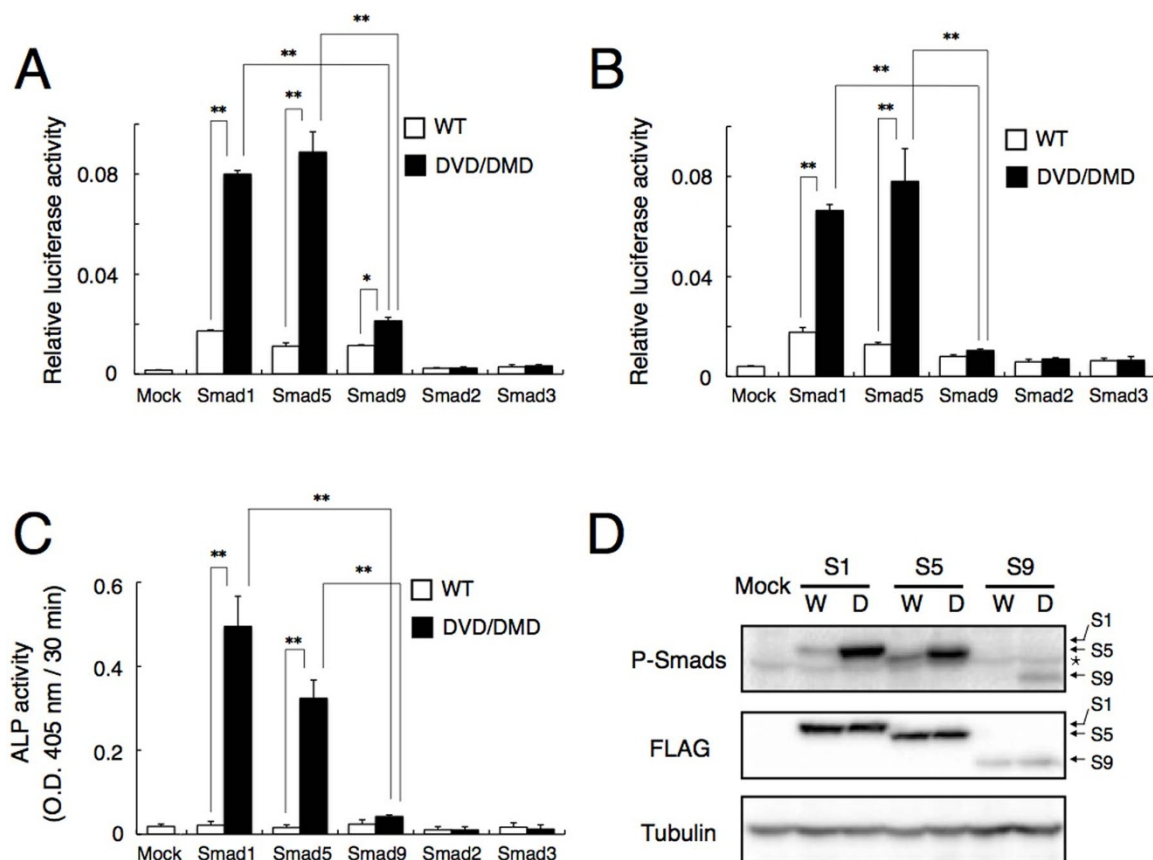 A
**
**
**
**
*
WT
DVD/DMD
Relative luciferase activity
0.08
0.04
0
Mock Smad1 Smad5 Smad9 Smad2 Smad3
B
**
**
**
**
WT
DVD/DMD
Relative luciferase activity
0.08
0.04
0
Mock Smad1 Smad5 Smad9 Smad2 Smad3
C
**
**
**
**
WT
DVD/DMD
ALP activity
(O.D. 405 nm / 30 min)
0.6
0.4
0.2
0
Mock Smad1 Smad5 Smad9 Smad2 Smad3
D
Mock S1 S5 S9
W D W D W D
P-Smads
S1
S5
*
S9
FLAG
S1
S5
S9
Tubulin